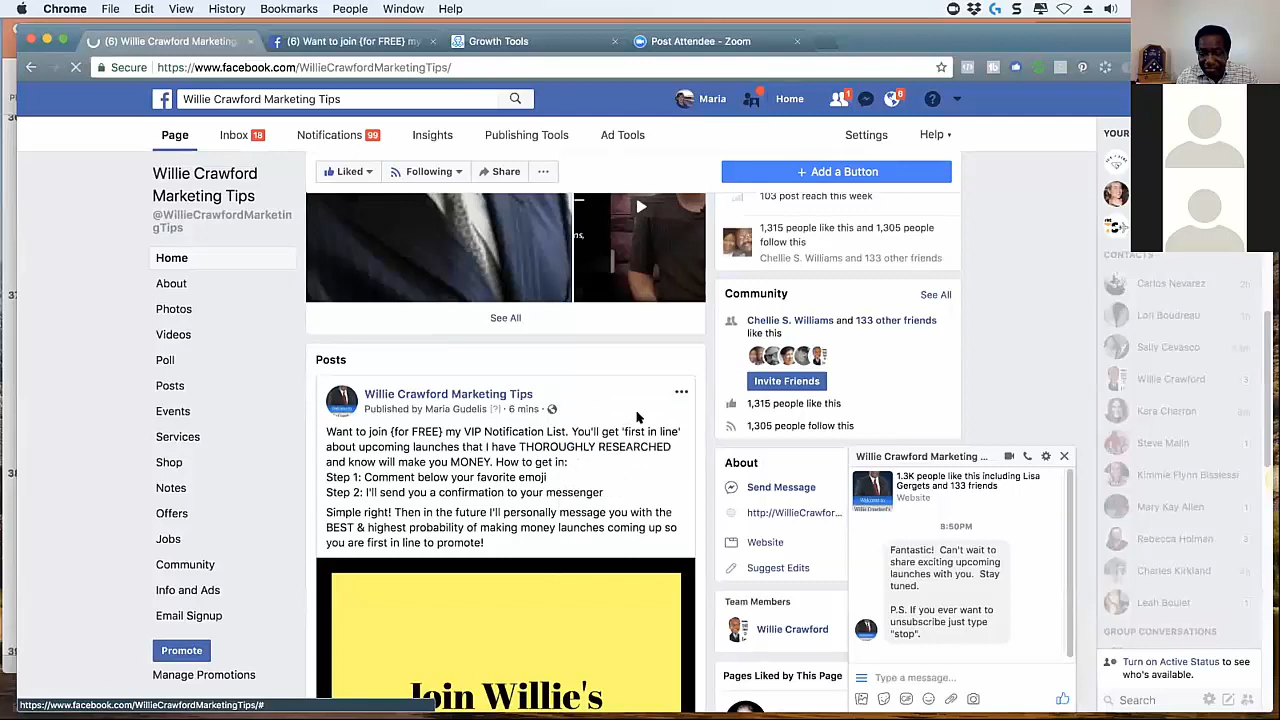 Chrome File Edit View History Bookmarks People Window Help
(6) Willie Crawford Marketing
(6) Want to join {for FREE} my
Growth Tools
Post Attendee - Zoom
Secure https://www.facebook.com/WillieCrawfordMarketingTips/
Willie Crawford Marketing Tips
Maria
Home
1
6
Page
Inbox 18
Notifications 99
Insights
Publishing Tools
Ad Tools
Settings
Help
Willie Crawford
Marketing Tips
@WillieCrawfordMarketin
gTips
Home
About
Photos
Videos
Poll
Posts
Events
Services
Shop
Notes
Offers
Jobs
Community
Info and Ads
Email Signup
Promote
Manage Promotions
https://www.facebook.com/WillieCrawfordMarketingTips/#
Liked
Following
Share
+ Add a Button
See All
Posts
Willie Crawford Marketing Tips
Published by Maria Gudelis [?] · 6 mins ·
Want to join {for FREE} my VIP Notification List. You'll get 'first in line'
about upcoming launches that I have THOROUGHLY RESEARCHED
and know will make you MONEY. How to get in:
Step 1: Comment below your favorite emoji
Step 2: I'll send you a confirmation to your messenger
Simple right! Then in the future I'll personally message you with the
BEST & highest probability of making money launches coming up so
you are first in line to promote!
Join Willie's
103 post reach this week
1,315 people like this and 1,305 people
follow this
Chellie S. Williams and 133 other friends
Community
See All
Chellie S. Williams and 133 other friends
like this
Invite Friends
1,315 people like this
1,305 people follow this
About
Send Message
http://WillieCrawfor...
Website
Suggest Edits
Team Members
Willie Crawford
Pages Liked by This Page
Willie Crawford Marketing ...
1.3K people like this including Lisa
Gergets and 133 friends
Website
8:50PM
Fantastic! Can't wait to
share exciting upcoming
launches with you. Stay
tuned.
P.S. If you ever want to
unsubscribe just type
"stop".
Type a message...
YOUR
CONTACTS
Carlos Nevarez
Lori Boudreau
Sally Cevasco
Willie Crawford
Kara Charron
Steve Malin
Kimmie Flynn Bisslessi
Mary Kay Allen
Rebecca Holman
Charles Kirkland
Leah Boulet
GROUP CONVERSATIONS
Turn on Active Status to see
who's available.
Search